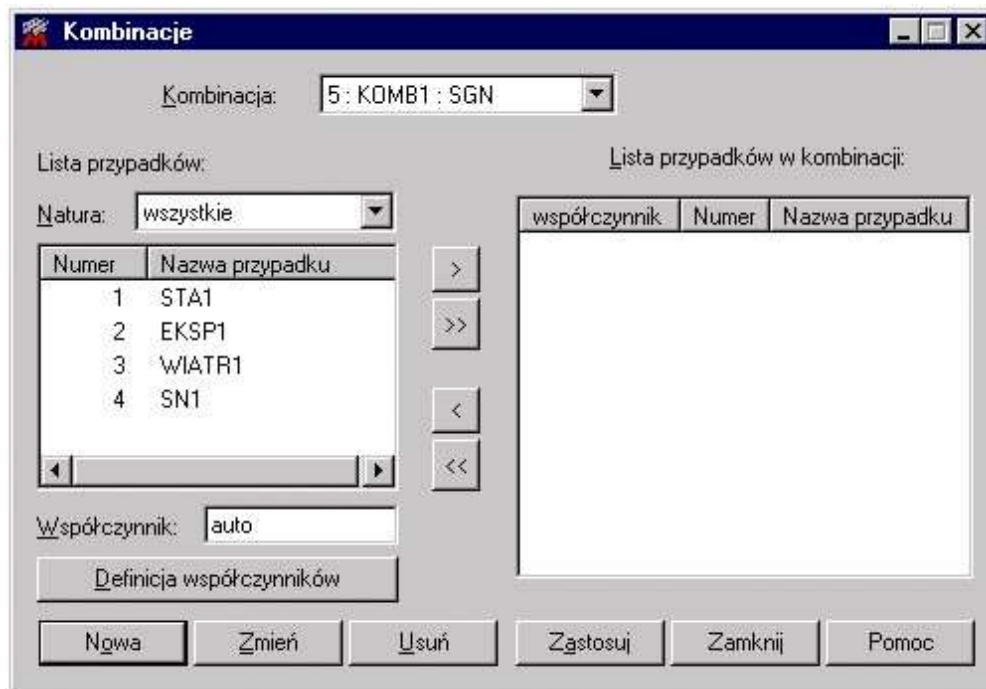 Kombinacje
Kombinacja: 5 : KOMB1 : SGN
Lista przypadków: Lista przypadków w kombinacji:
Natura: wszystkie
współczynnik Numer Nazwa przypadku
Numer Nazwa przypadku
1 STA1
2 EKSP1
3 WIATR1
4 SN1
>
>>
<
<<
Współczynnik: auto
Definicja współczynników
Nowa Zmień Usuń Zastosuj Zamknij Pomoc